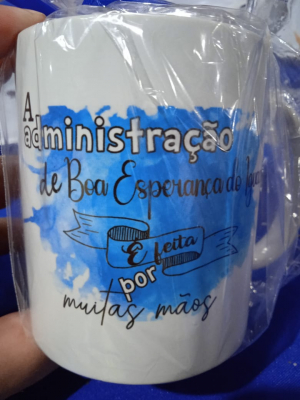 A
administração
de Boa Esperança do
É feita
por
muitas mãos